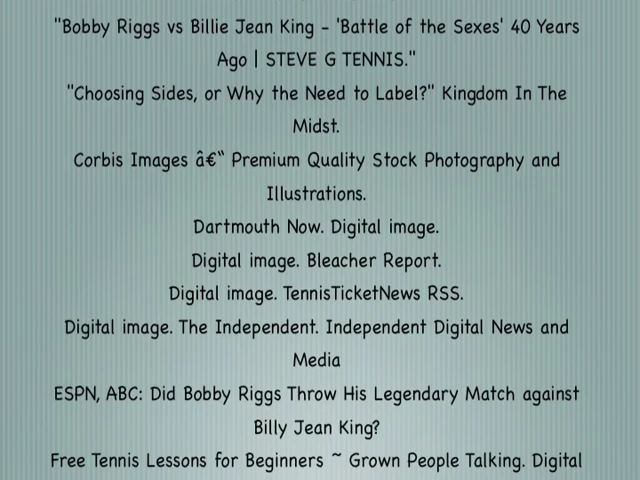 "Bobby Riggs vs Billie Jean King - 'Battle of the Sexes' 40 Years
Ago | STEVE G TENNIS."
"Choosing Sides, or Why the Need to Label?" Kingdom In The
Midst.
Corbis Images â€“ Premium Quality Stock Photography and
Illustrations.
Dartmouth Now. Digital image.
Digital image. Bleacher Report.
Digital image. TennisTicketNews RSS.
Digital image. The Independent. Independent Digital News and
Media
ESPN, ABC: Did Bobby Riggs Throw His Legendary Match against
Billy Jean King?
Free Tennis Lessons for Beginners ~ Grown People Talking. Digital